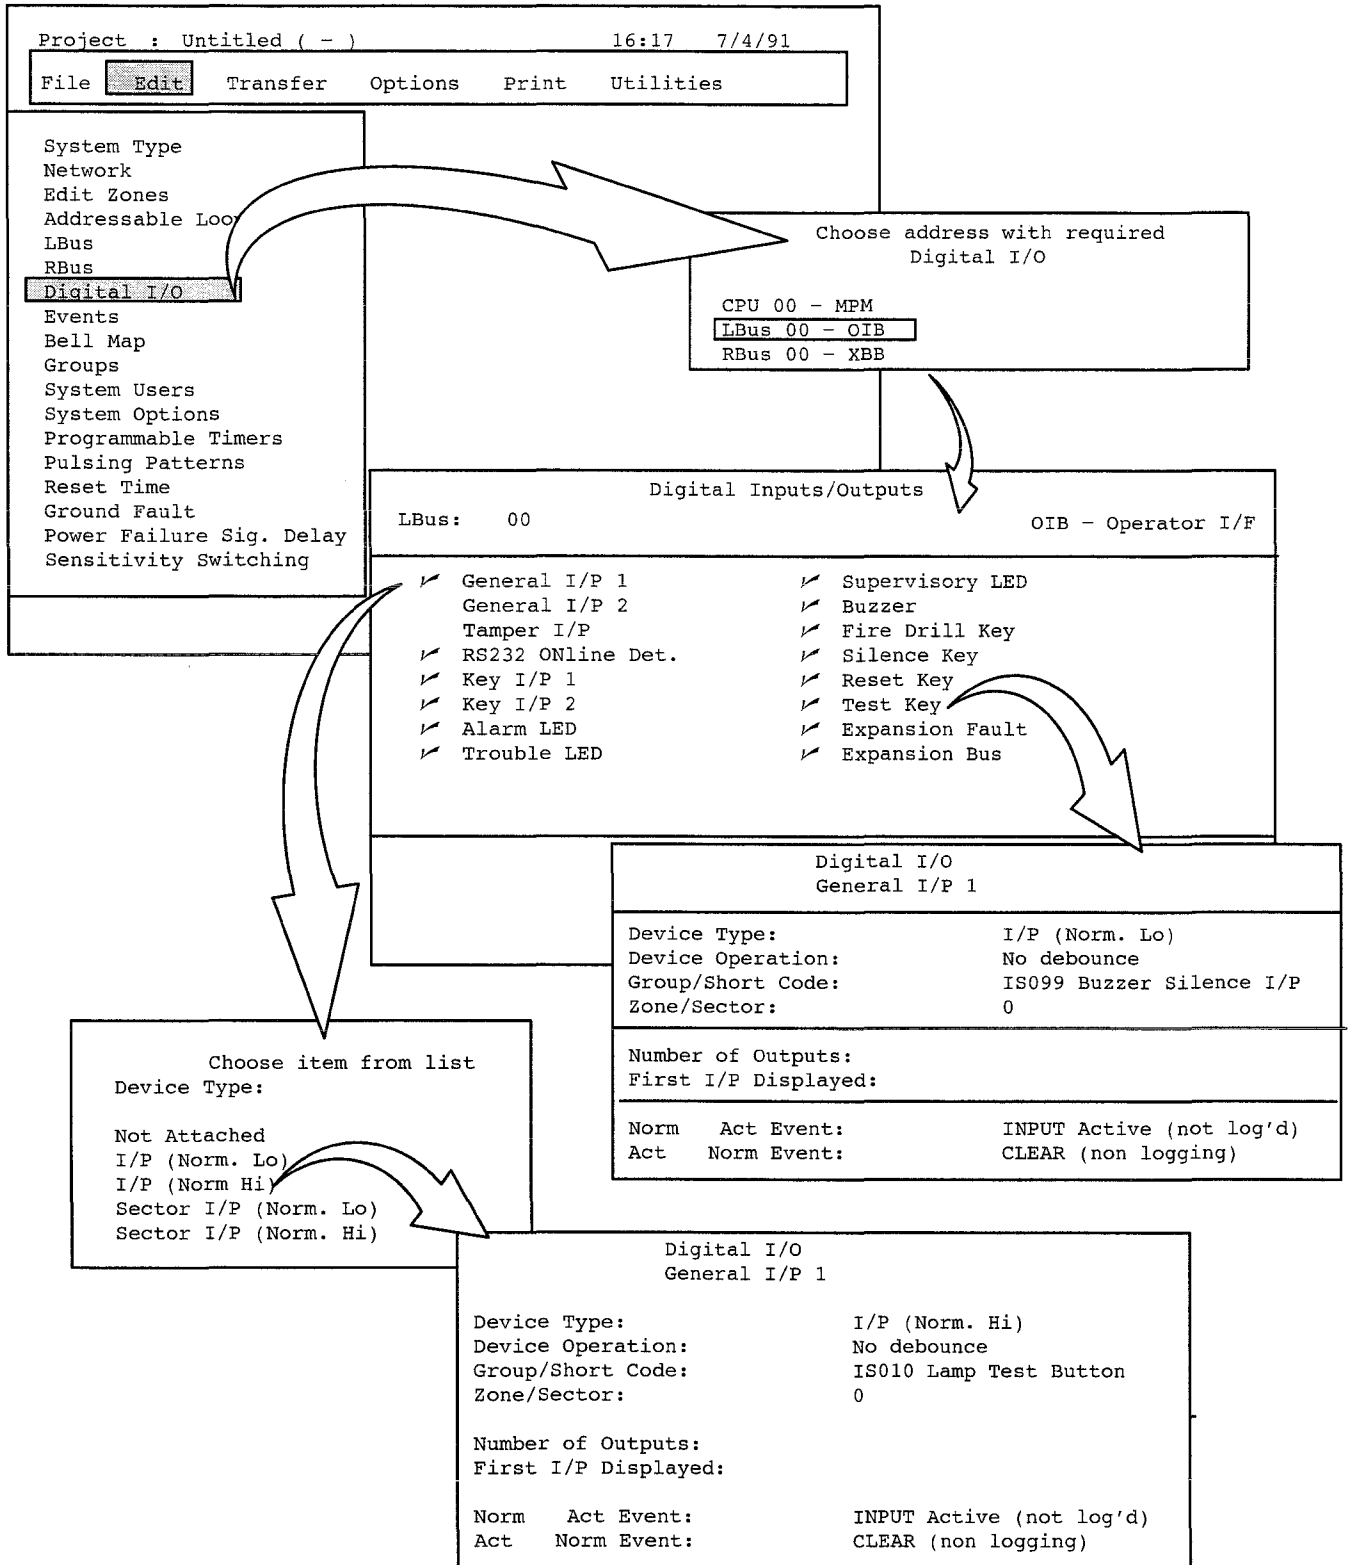 Project : Untitled ( - ) 16:17 7/4/91
File Edit Transfer Options Print Utilities
System Type
Network
Edit Zones
Addressable Loo
LBus
RBus
Digital I/O
Events
Bell Map
Groups
System Users
System Options
Programmable Timers
Pulsing Patterns
Reset Time
Ground Fault
Power Failure Sig. Delay
Sensitivity Switching
Choose address with required
Digital I/O
CPU 00 - MPM
LBus 00 - OIB
RBus 00 - XBB
Digital Inputs/Outputs
LBus: 00 OIB - Operator I/F
General I/P 1
General I/P 2
Tamper I/P
RS232 ONline Det.
Key I/P 1
Key I/P 2
Alarm LED
Trouble LED
Supervisory LED
Buzzer
Fire Drill Key
Silence Key
Reset Key
Test Key
Expansion Fault
Expansion Bus
Digital I/O
General I/P 1
Device Type: I/P (Norm. Lo)
Device Operation: No debounce
Group/Short Code: IS099 Buzzer Silence I/P
Zone/Sector: 0
Number of Outputs:
First I/P Displayed:
Norm Act Event: INPUT Active (not log'd)
Act Norm Event: CLEAR (non logging)
Choose item from list
Device Type:
Not Attached
I/P (Norm. Lo)
I/P (Norm Hi)
Sector I/P (Norm. Lo)
Sector I/P (Norm. Hi)
Digital I/O
General I/P 1
Device Type: I/P (Norm. Hi)
Device Operation: No debounce
Group/Short Code: IS010 Lamp Test Button
Zone/Sector: 0
Number of Outputs:
First I/P Displayed:
Norm Act Event: INPUT Active (not log'd)
Act Norm Event: CLEAR (non logging)